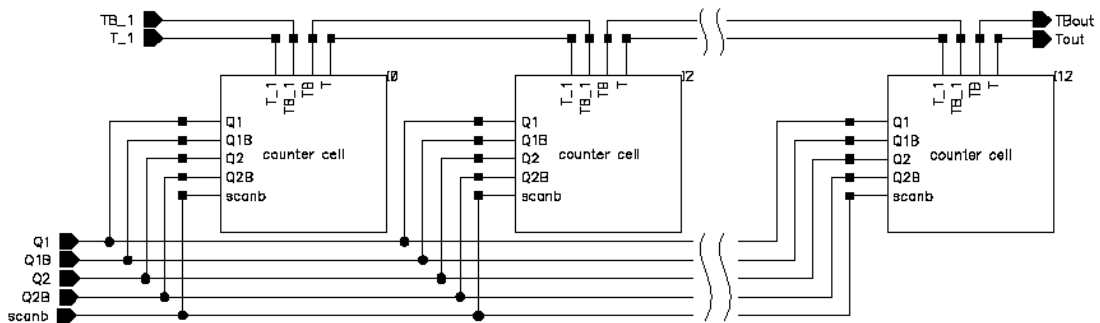 TB_1
T_1
TBout
Tout
I0
T_1
TB_1
TB
T
Q1
Q1B
Q2
Q2B
scanb
counter cell
I2
T_1
TB_1
TB
T
Q1
Q1B
Q2
Q2B
scanb
counter cell
I12
T_1
TB_1
TB
T
Q1
Q1B
Q2
Q2B
scanb
counter cell
Q1
Q1B
Q2
Q2B
scanb